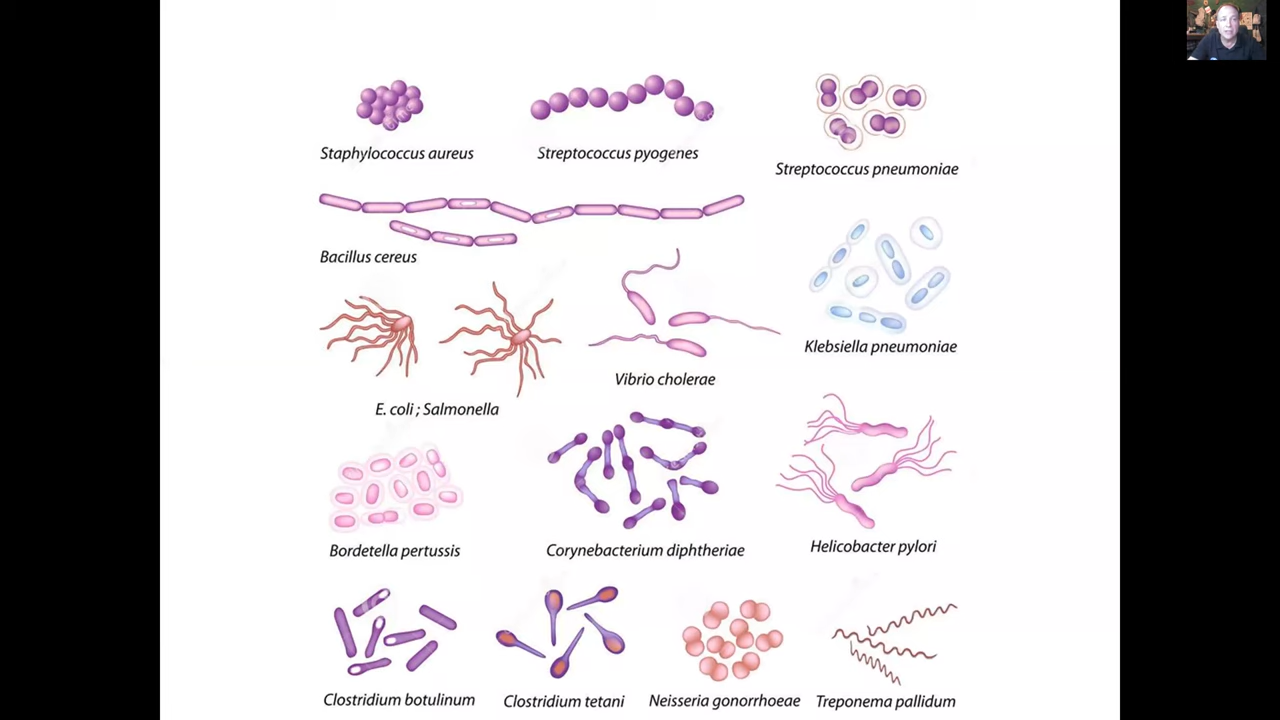 Staphylococcus aureus
Streptococcus pyogenes
Streptococcus pneumoniae
Bacillus cereus
Klebsiella pneumoniae
Vibrio cholerae
E. coli ; Salmonella
Bordetella pertussis
Corynebacterium diphtheriae
Helicobacter pylori
Clostridium botulinum
Clostridium tetani
Neisseria gonorrhoeae
Treponema pallidum